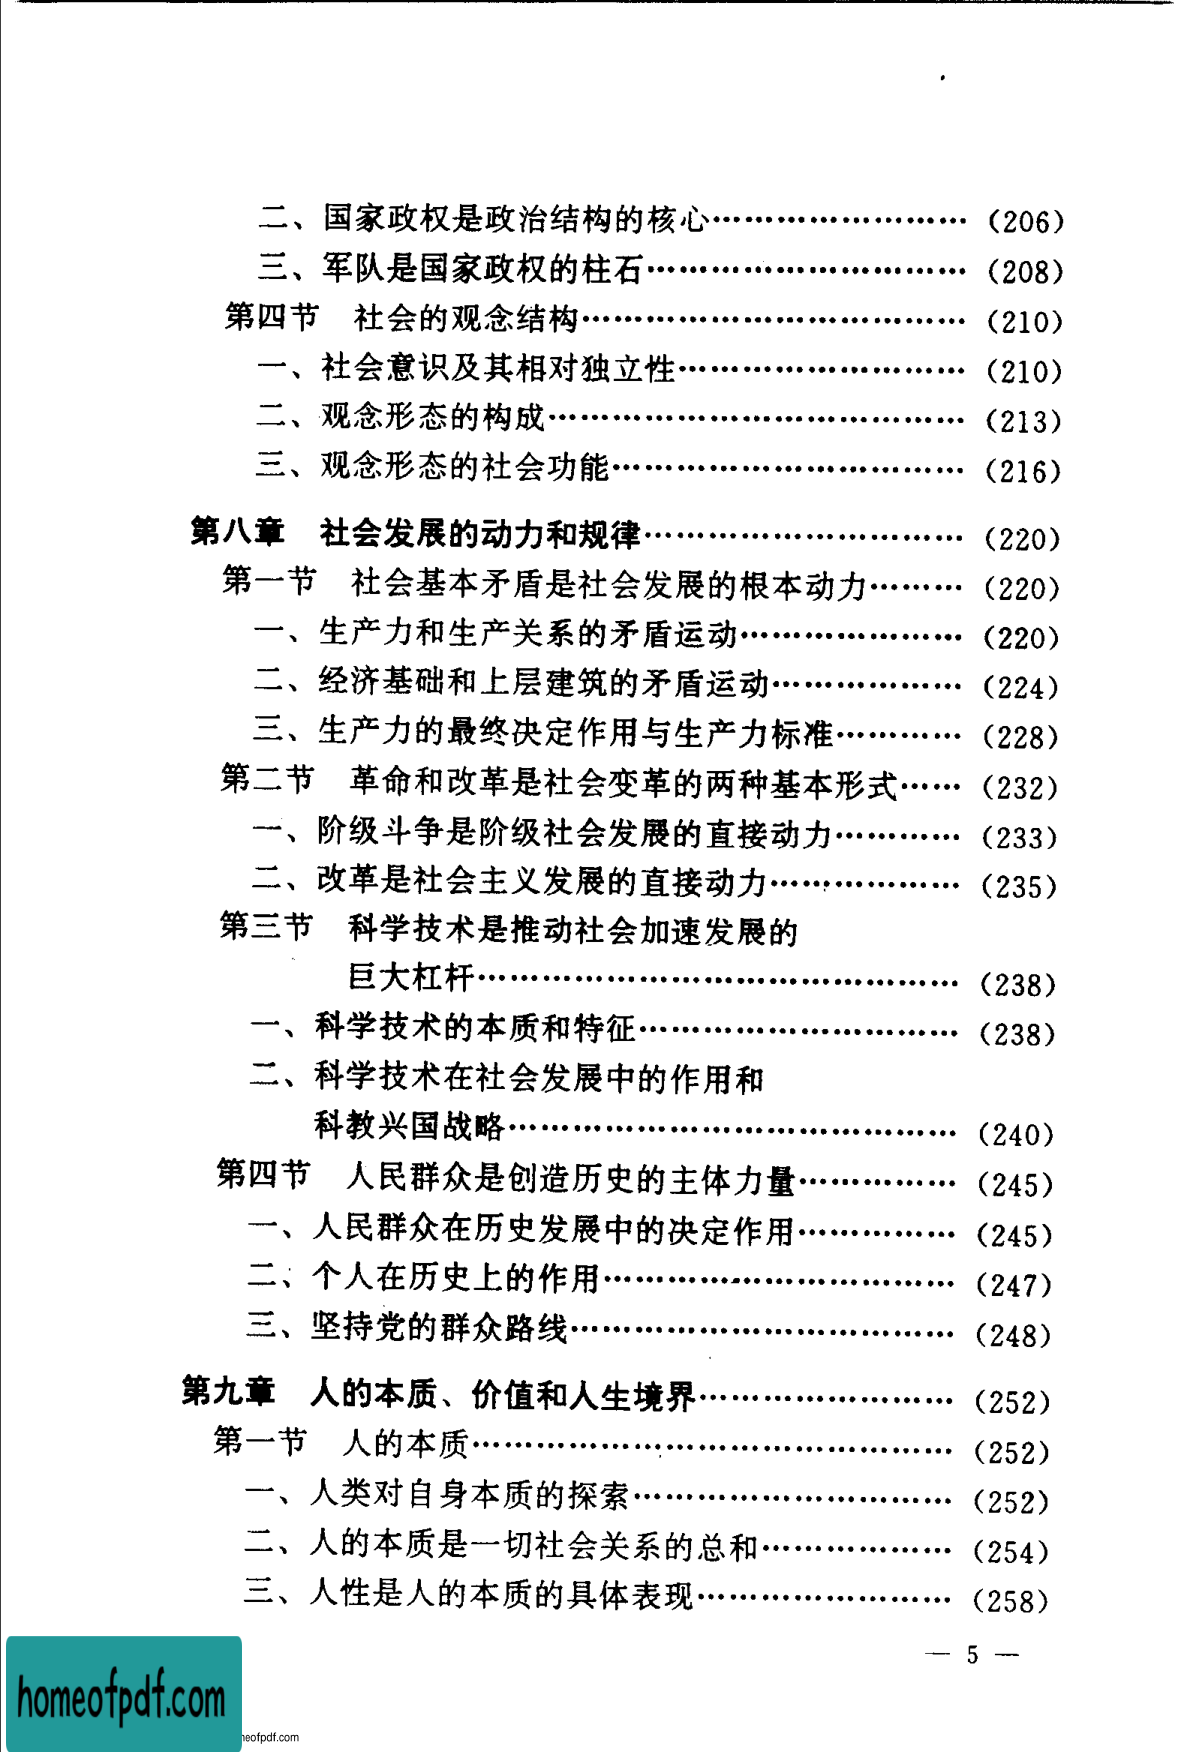 二、国家政权是政治结构的核心…………………… (206)
三、军队是国家政权的柱石………………………… (208)
第四节 社会的观念结构……………………………… (210)
一、社会意识及其相对独立性……………………… (210)
二、观念形态的构成………………………………… (213)
三、观念形态的社会功能…………………………… (216)
第八章 社会发展的动力和规律………………………… (220)
第一节 社会基本矛盾是社会发展的根本动力……… (220)
一、生产力和生产关系的矛盾运动………………… (220)
二、经济基础和上层建筑的矛盾运动……………… (224)
三、生产力的最终决定作用与生产力标准………… (228)
第二节 革命和改革是社会变革的两种基本形式…… (232)
一、阶级斗争是阶级社会发展的直接动力………… (233)
二、改革是社会主义发展的直接动力……………… (235)
第三节 科学技术是推动社会加速发展的
巨大杠杆……………………………………… (238)
一、科学技术的本质和特征………………………… (238)
二、科学技术在社会发展中的作用和
科教兴国战略…………………………………… (240)
第四节 人民群众是创造历史的主体力量…………… (245)
一、人民群众在历史发展中的决定作用…………… (245)
二、个人在历史上的作用…………………………… (247)
三、坚持党的群众路线……………………………… (248)
第九章 人的本质、价值和人生境界…………………… (252)
第一节 人的本质……………………………………… (252)
一、人类对自身本质的探索………………………… (252)
二、人的本质是一切社会关系的总和……………… (254)
三、人性是人的本质的具体表现…………………… (258)
— 5 —
homeofpdf.com
neofpdf.com